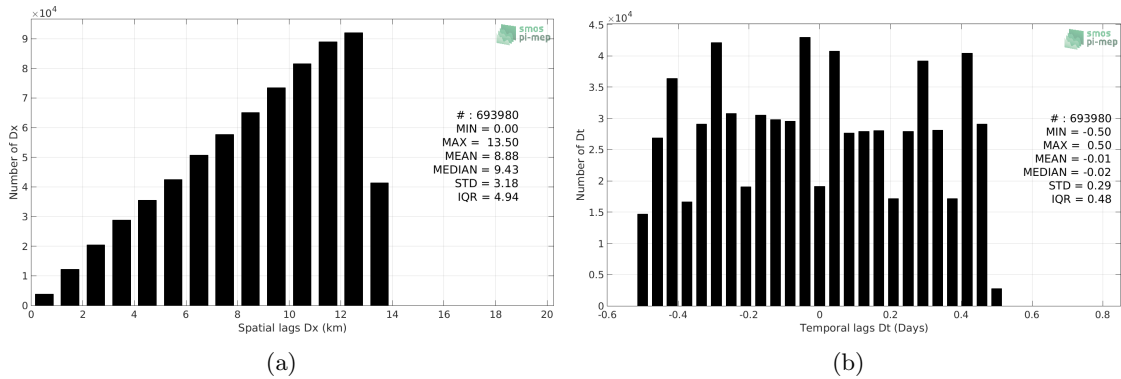 ×10⁴
9
8
7
6
5
4
3
2
1
0
Number of Dx
0 2 4 6 8 10 12 14 16 18 20
Spatial lags Dx (km)
smos
pi-mep
# : 693980
MIN = 0.00
MAX = 13.50
MEAN = 8.88
MEDIAN = 9.43
STD = 3.18
IQR = 4.94
(a)
×10⁴
4.5
4
3.5
3
2.5
2
1.5
1
0.5
0
Number of Dt
-0.6 -0.4 -0.2 0 0.2 0.4 0.6 0.8
Temporal lags Dt (Days)
smos
pi-mep
# : 693980
MIN = -0.50
MAX = 0.50
MEAN = -0.01
MEDIAN = -0.02
STD = 0.29
IQR = 0.48
(b)